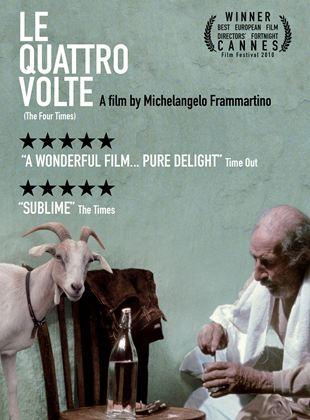 LE
QUATTRO
VOLTE
(The Four Times)
A film by Michelangelo Frammartino
WINNER
BEST EUROPEAN FILM
DIRECTORS' FORTNIGHT
CANNES
Film Festival 2010
"A WONDERFUL FILM... PURE DELIGHT" Time Out
"SUBLIME" The Times